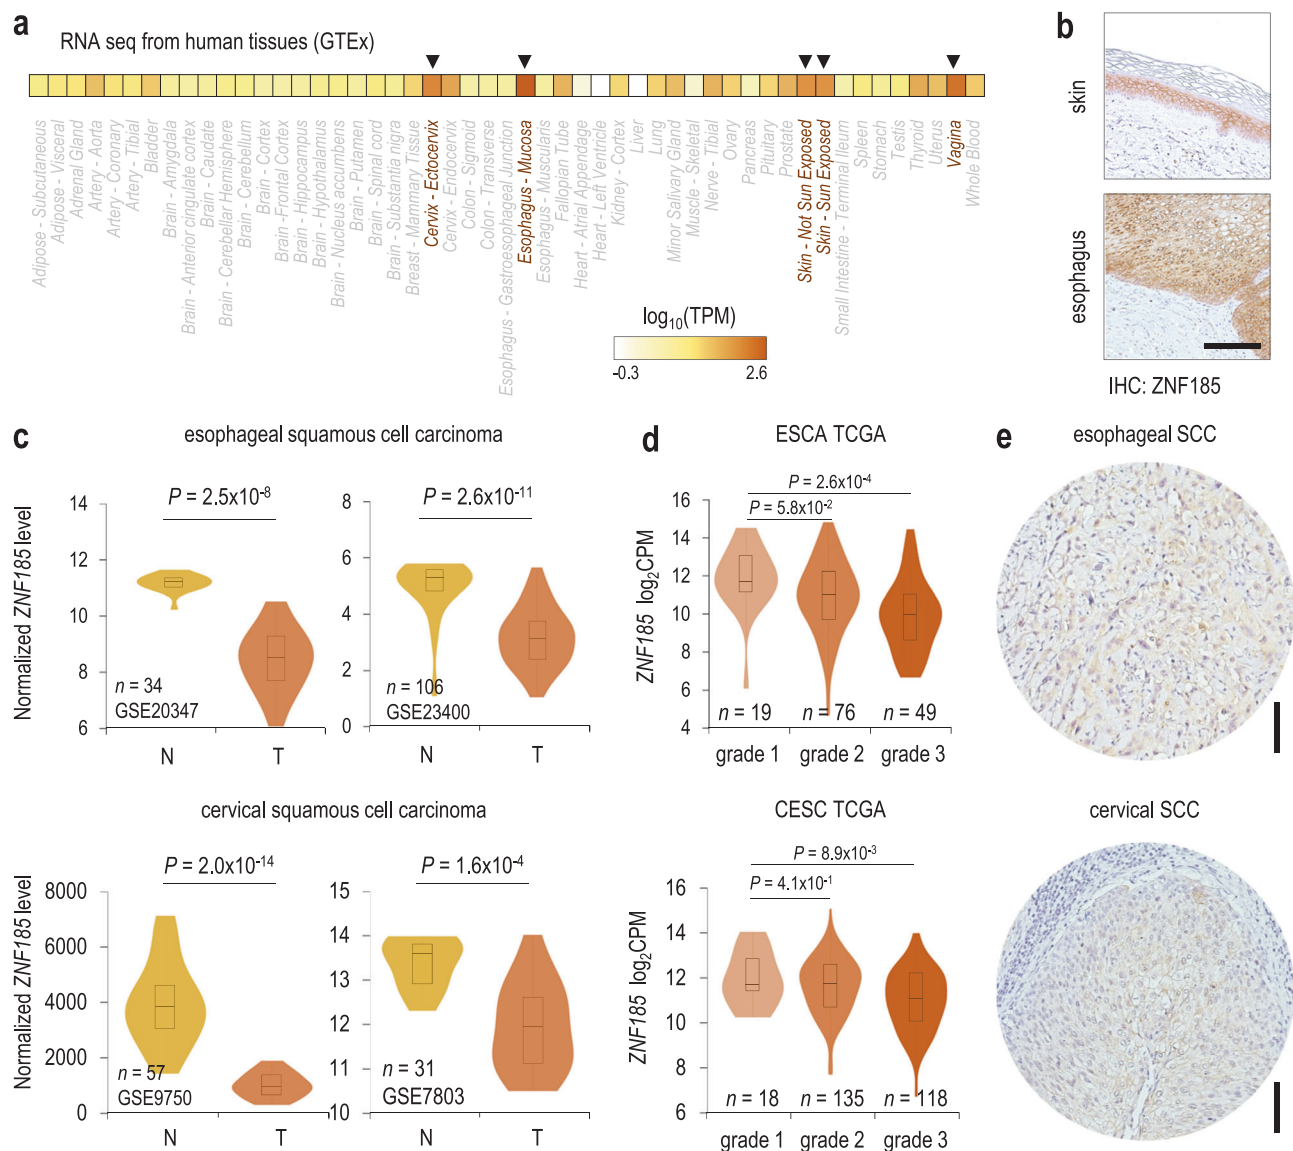 a
RNA seq from human tissues (GTEx)
Adipose - Subcutaneous
Adipose - Visceral
Adrenal Gland
Artery - Aorta
Artery - Coronary
Artery - Tibial
Bladder
Brain - Amygdala
Brain - Anterior cingulate cortex
Brain - Caudate
Brain - Cerebellar Hemisphere
Brain - Cerebellum
Brain - Cortex
Brain - Frontal Cortex
Brain - Hippocampus
Brain - Hypothalamus
Brain - Nucleus accumbens
Brain - Putamen
Brain - Spinal cord
Brain - Substantia nigra
Breast - Mammary Tissue
Cervix - Ectocervix
Cervix - Endocervix
Colon - Sigmoid
Colon - Transverse
Esophagus - Gastroesophageal Junction
Esophagus - Mucosa
Esophagus - Muscularis
Fallopian Tube
Heart - Atrial Appendage
Heart - Left Ventricle
Kidney - Cortex
Liver
Lung
Minor Salivary Gland
Muscle - Skeletal
Nerve - Tibial
Ovary
Pancreas
Pituitary
Prostate
Skin - Not Sun Exposed
Skin - Sun Exposed
Small Intestine - Terminal Ileum
Spleen
Stomach
Testis
Thyroid
Uterus
Vagina
Whole Blood
log10(TPM)
-0.3 2.6
b
skin
esophagus
IHC: ZNF185
c
esophageal squamous cell carcinoma
Normalized ZNF185 level
14
12
10
8
6
P = 2.5x10-8
n = 34
GSE20347
N T
8
6
4
2
0
P = 2.6x10-11
n = 106
GSE23400
N T
cervical squamous cell carcinoma
Normalized ZNF185 level
8000
6000
4000
2000
0
P = 2.0x10-14
n = 57
GSE9750
N T
15
14
13
12
11
10
P = 1.6x10-4
n = 31
GSE7803
N T
d
ESCA TCGA
ZNF185 log2CPM
16
14
12
10
8
6
4
P = 2.6x10-4
P = 5.8x10-2
n = 19 n = 76 n = 49
grade 1 grade 2 grade 3
CESC TCGA
ZNF185 log2CPM
16
14
12
10
8
6
P = 8.9x10-3
P = 4.1x10-1
n = 18 n = 135 n = 118
grade 1 grade 2 grade 3
e
esophageal SCC
cervical SCC